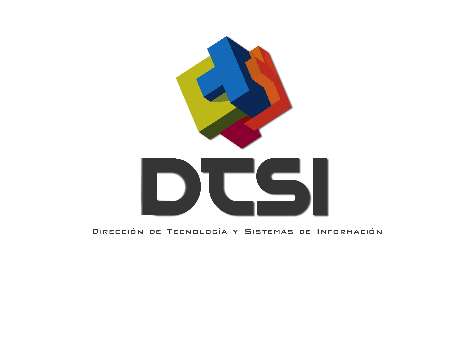 DTSI
Dirección de Tecnología y Sistemas de Información